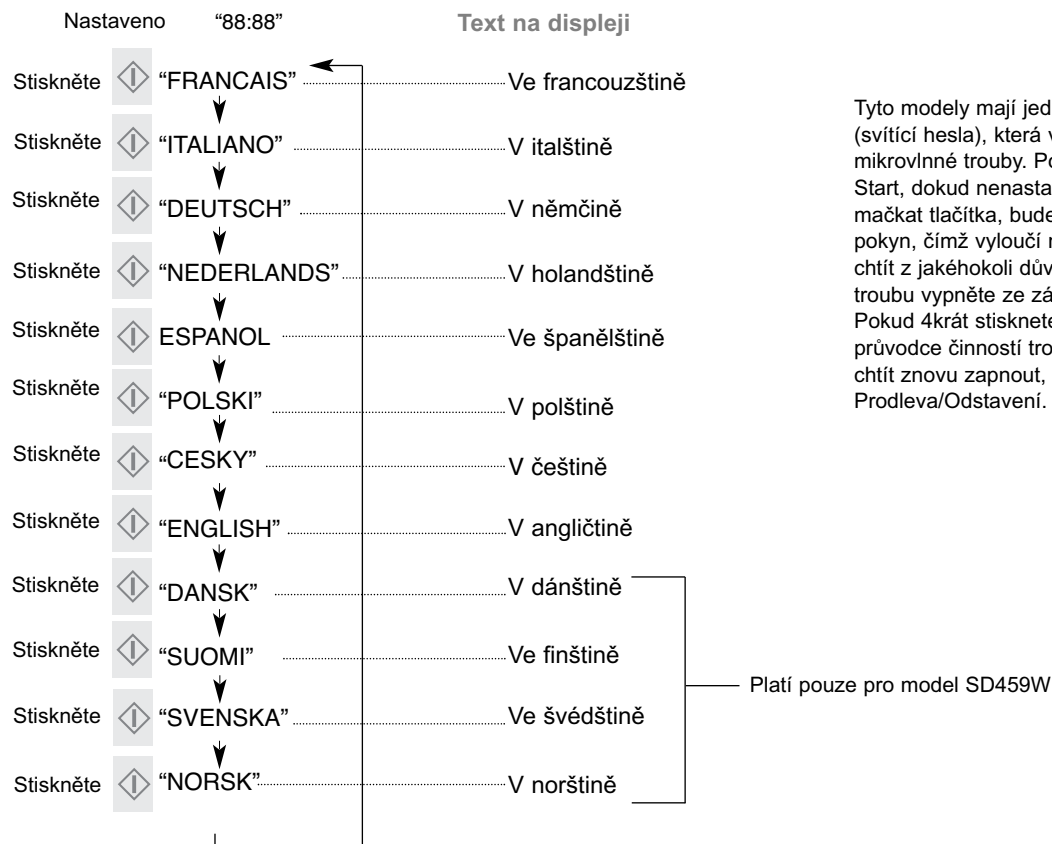 Nastaveno “88:88” Text na displeji
Stiskněte “FRANCAIS” Ve francouzštině
Stiskněte “ITALIANO” V italštině
Stiskněte “DEUTSCH” V němčině
Stiskněte “NEDERLANDS” V holandštině
Stiskněte ESPANOL Ve španělštině
Stiskněte “POLSKI” V polštině
Stiskněte “CESKY” V češtině
Stiskněte “ENGLISH” V angličtině
Stiskněte “DANSK” V dánštině
Stiskněte “SUOMI” Ve finštině
Stiskněte “SVENSKA” Ve švédštině
Stiskněte “NORSK” V norštině
Platí pouze pro model SD459W
Tyto modely mají jed
(svítící hesla), která v
mikrovlnné trouby. Po
Start, dokud nenasta
mačkat tlačítka, bude
pokyn, čímž vyloučí
chtít z jakéhokoli dův
troubu vypněte ze zá
Pokud 4krát stisknete
průvodce činností tro
chtít znovu zapnout,
Prodleva/Odstavení.